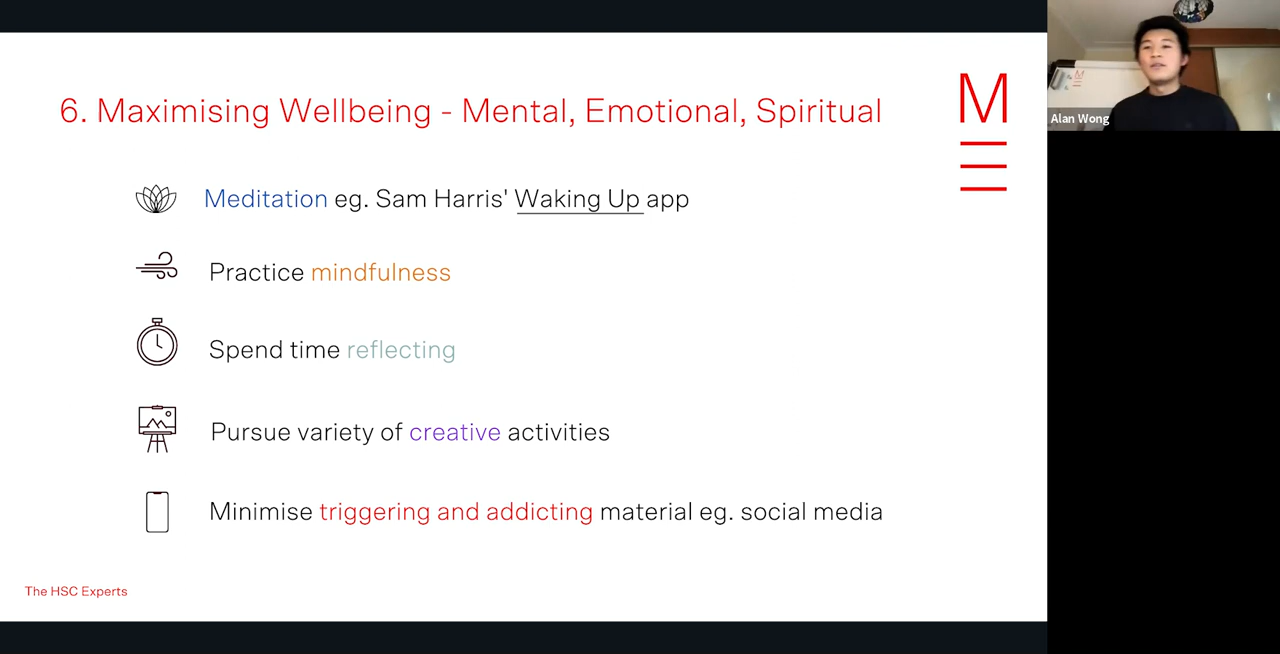 6. Maximising Wellbeing - Mental, Emotional, Spiritual
M
Meditation eg. Sam Harris' Waking Up app
Practice mindfulness
Spend time reflecting
Pursue variety of creative activities
Minimise triggering and addicting material eg. social media
The HSC Experts
Alan Wong